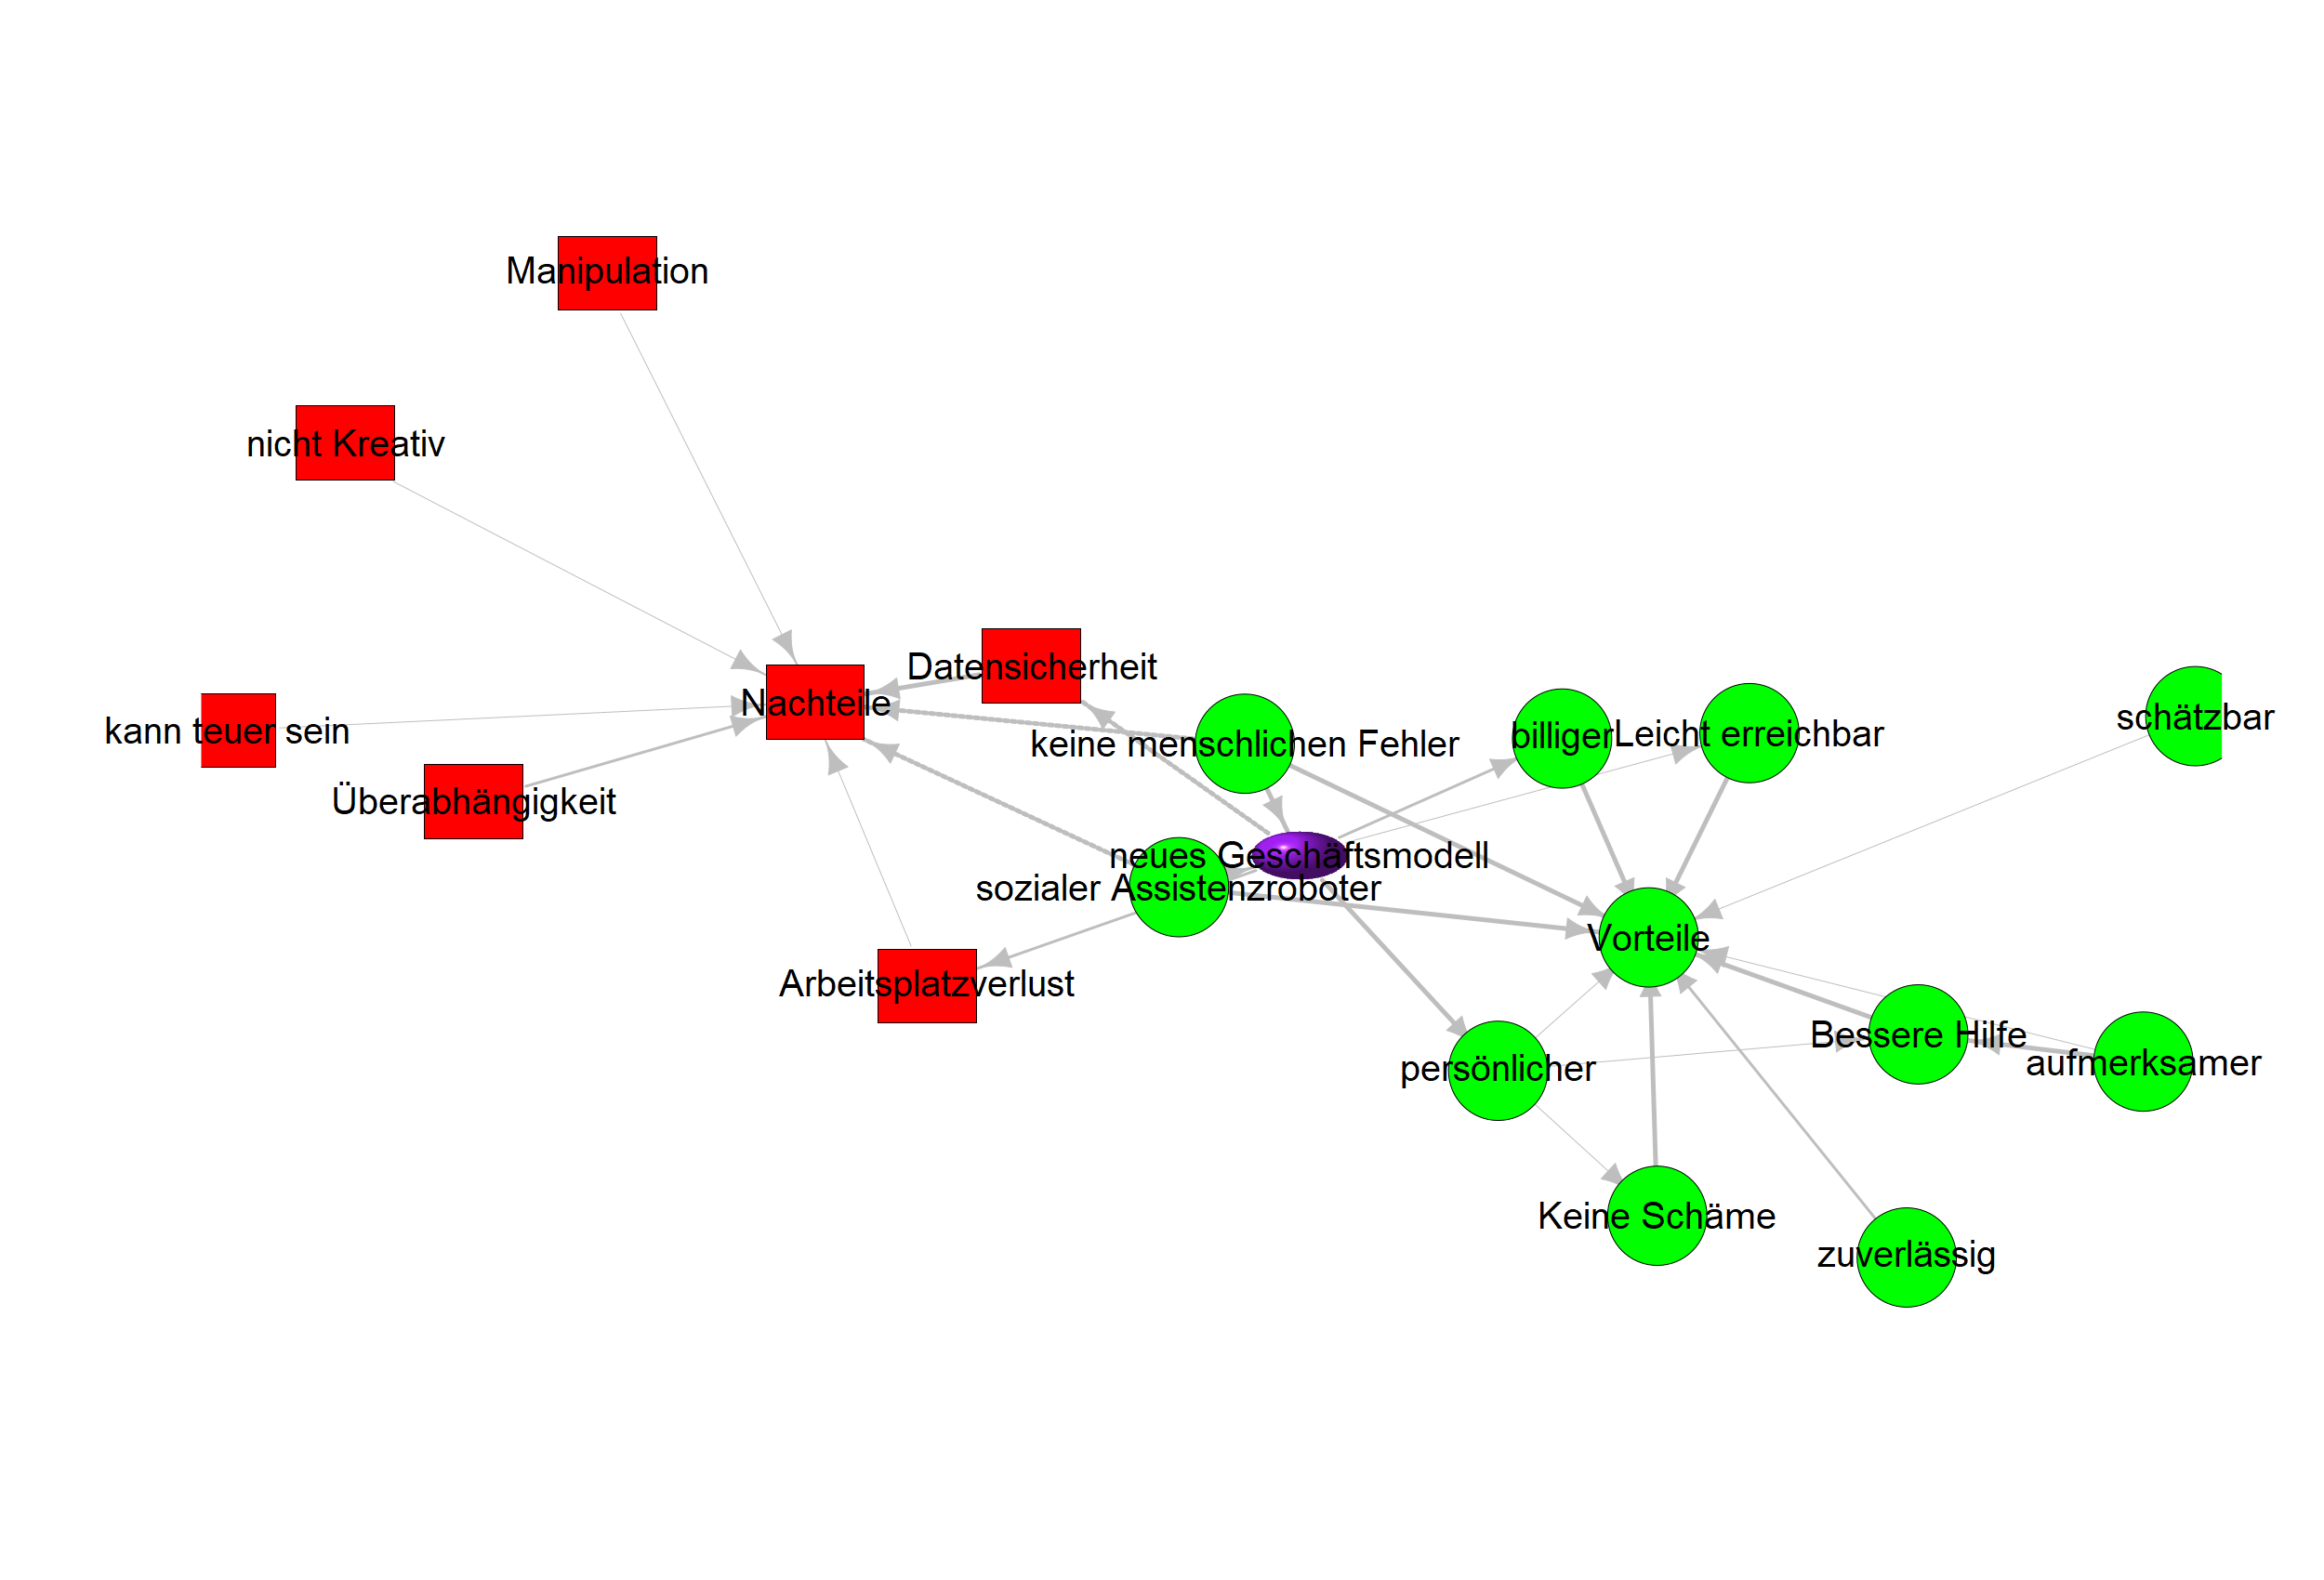 Manipulation
nicht Kreativ
Datensicherheit
Nachteile
kann teuer sein
keine menschlichen Fehler
billiger
Leicht erreichbar
schätzbar
Überabhängigkeit
neues Geschäftsmodell
sozialer Assistenzroboter
Vorteile
Arbeitsplatzverlust
persönlicher
Bessere Hilfe
aufmerksamer
Keine Schäme
zuverlässig